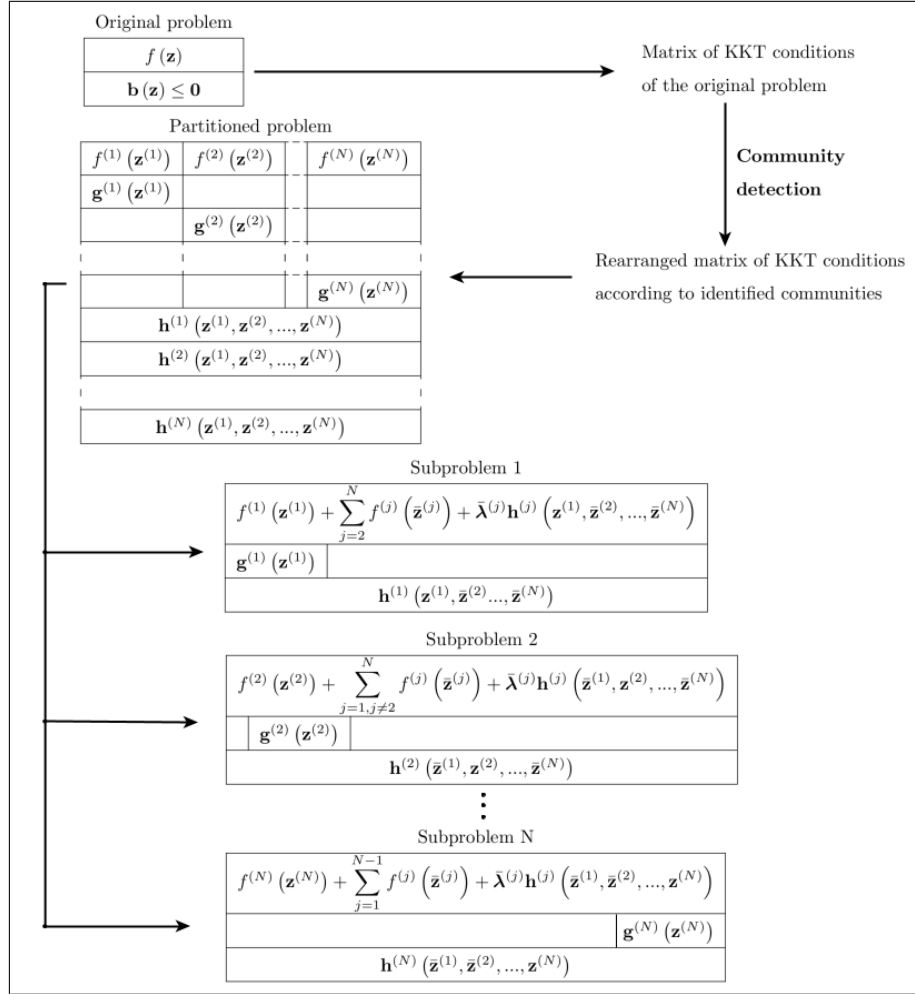 Original problem
f (z)
b (z) ≤ 0
Matrix of KKT conditions
of the original problem
Community
detection
Rearranged matrix of KKT conditions
according to identified communities
Partitioned problem
f^{(1)} (z^{(1)}) f^{(2)} (z^{(2)}) f^{(N)} (z^{(N)})
g^{(1)} (z^{(1)})
g^{(2)} (z^{(2)})
g^{(N)} (z^{(N)})
h^{(1)} (z^{(1)}, z^{(2)}, ..., z^{(N)})
h^{(2)} (z^{(1)}, z^{(2)}, ..., z^{(N)})
h^{(N)} (z^{(1)}, z^{(2)}, ..., z^{(N)})
Subproblem 1
f^{(1)} (z^{(1)}) + \sum_{j=2}^{N} f^{(j)} (z̄^{(j)}) + λ̄^{(j)} h^{(j)} (z^{(1)}, z̄^{(2)}, ..., z̄^{(N)})
g^{(1)} (z^{(1)})
h^{(1)} (z^{(1)}, z̄^{(2)}..., z̄^{(N)})
Subproblem 2
f^{(2)} (z^{(2)}) + \sum_{j=1,j≠2}^{N} f^{(j)} (z̄^{(j)}) + λ̄^{(j)} h^{(j)} (z̄^{(1)}, z^{(2)}, ..., z̄^{(N)})
g^{(2)} (z^{(2)})
h^{(2)} (z̄^{(1)}, z^{(2)}, ..., z̄^{(N)})
Subproblem N
f^{(N)} (z^{(N)}) + \sum_{j=1}^{N-1} f^{(j)} (z̄^{(j)}) + λ̄^{(j)} h^{(j)} (z̄^{(1)}, z̄^{(2)}, ..., z^{(N)})
g^{(N)} (z^{(N)})
h^{(N)} (z̄^{(1)}, z̄^{(2)}, ..., z^{(N)})